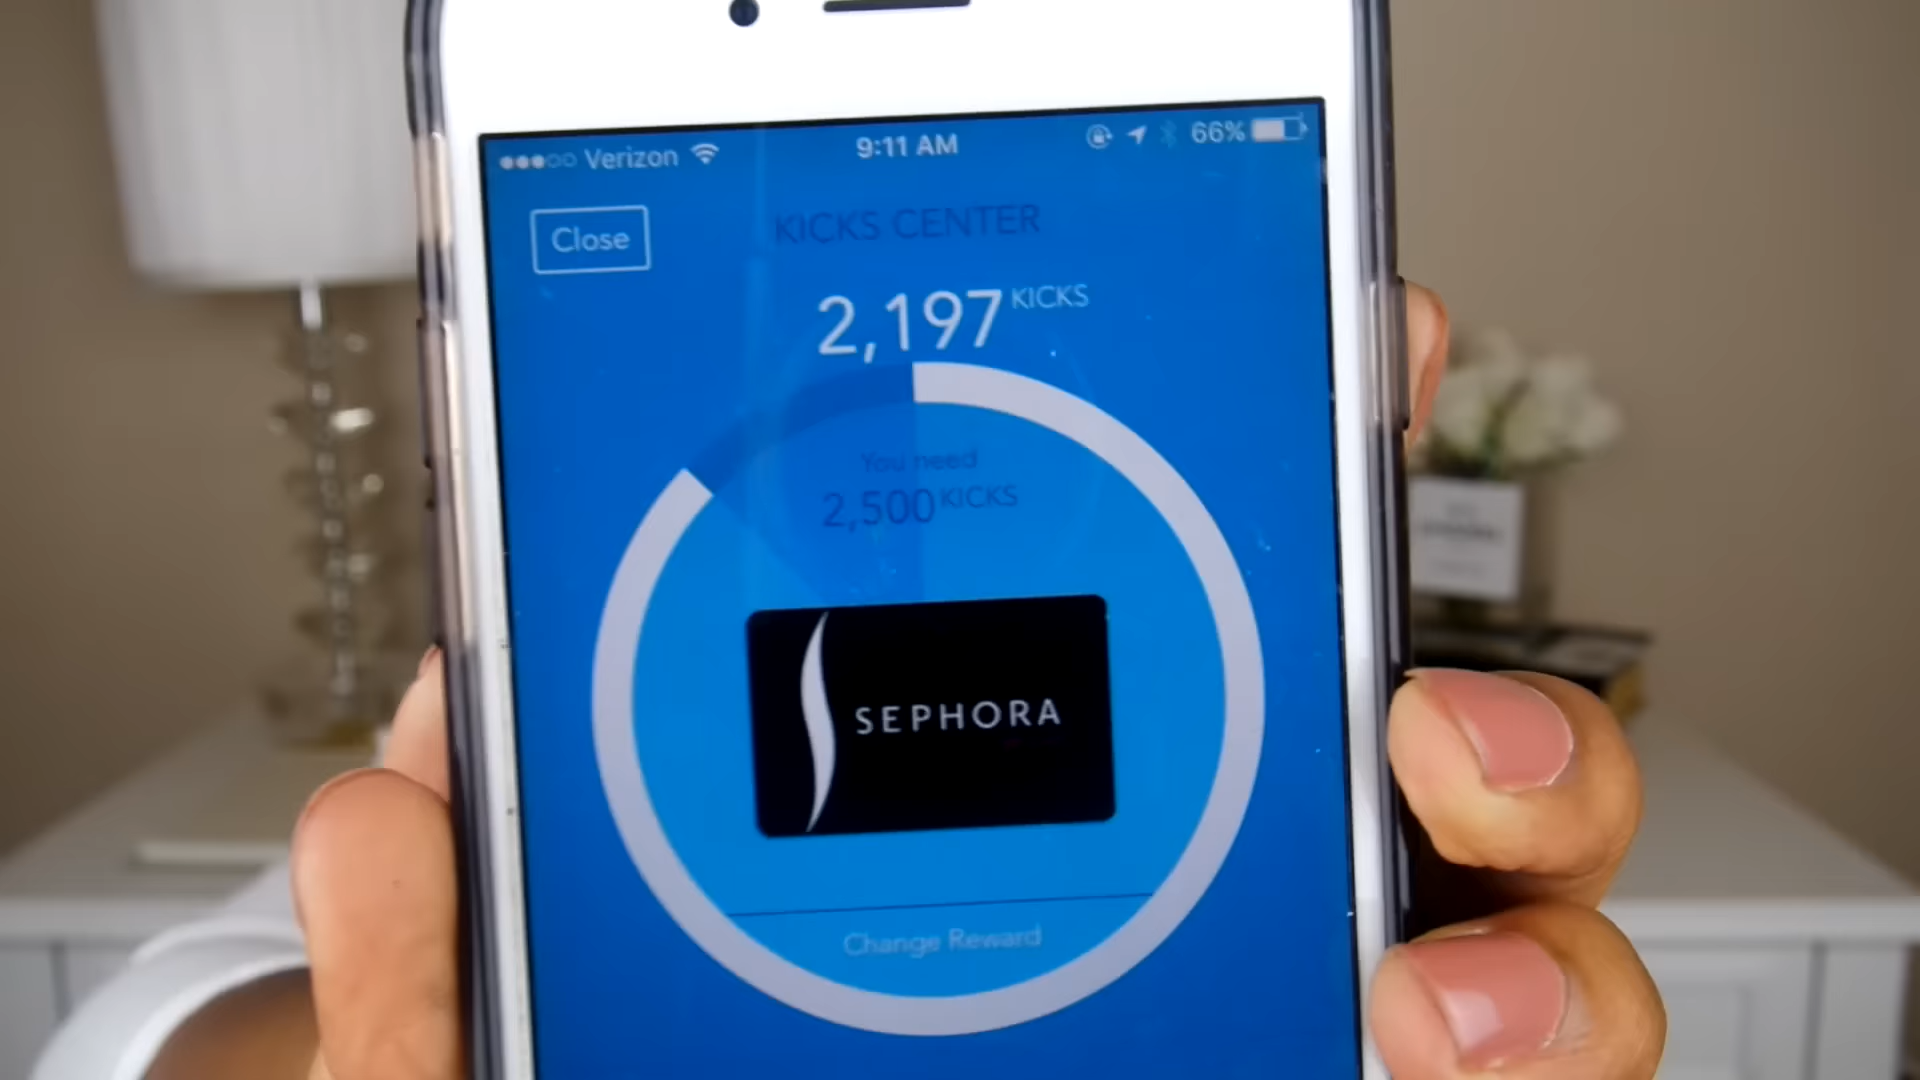 Verizon 9:11 AM 66%
Close KICKS CENTER
2,197 KICKS
You need
2,500 KICKS
SEPHORA
Change Reward